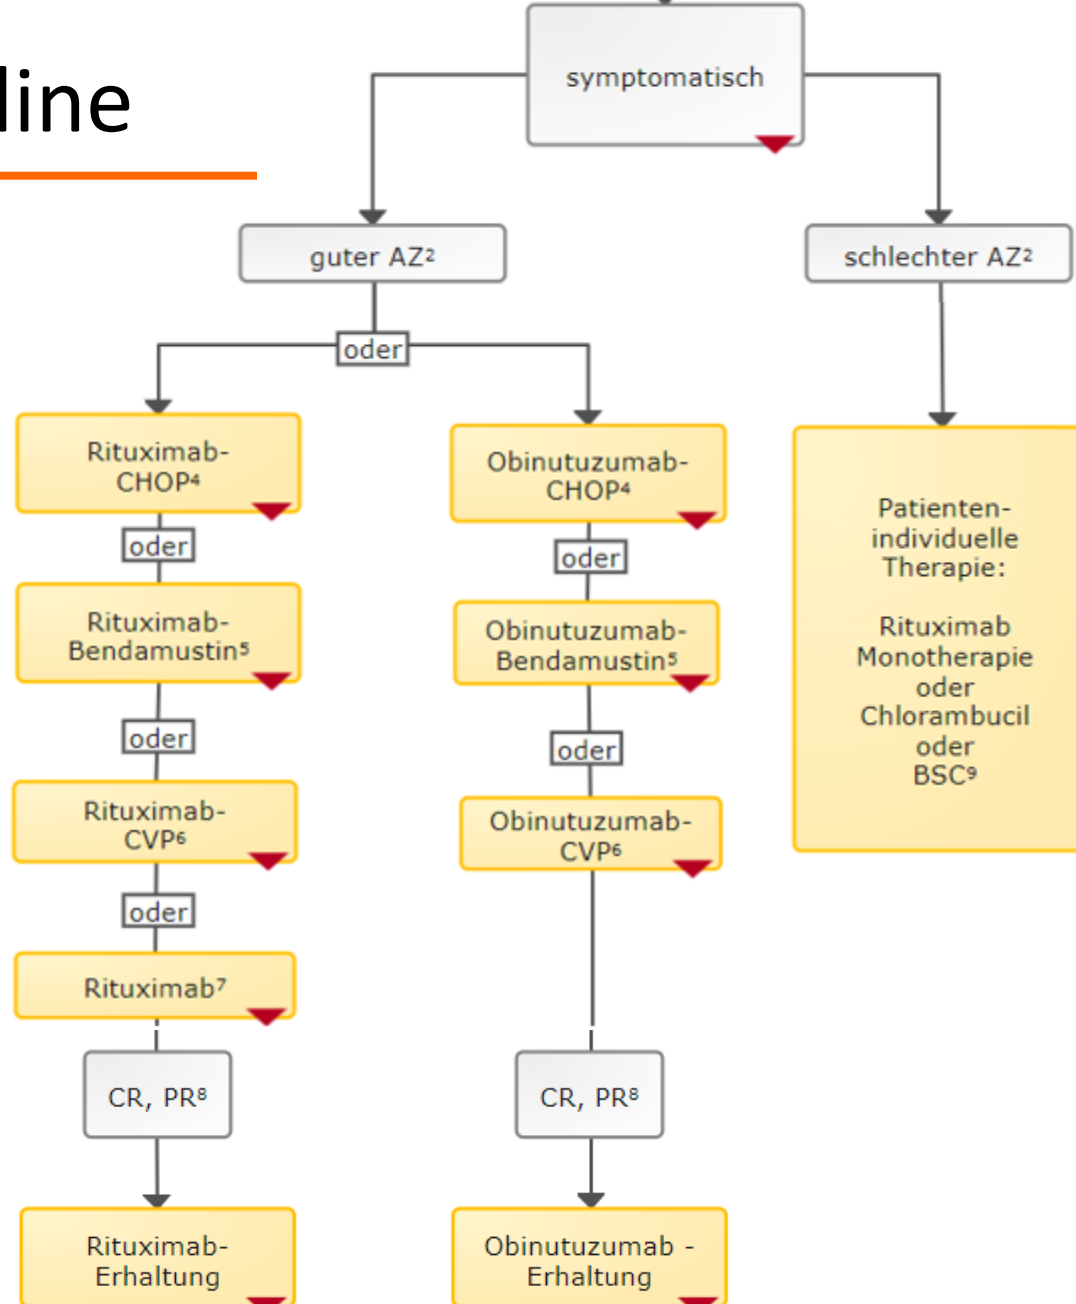 line
symptomatisch
guter AZ²
schlechter AZ²
oder
Rituximab-
CHOP⁴
oder
Rituximab-
Bendamustin⁵
oder
Rituximab-
CVP⁶
oder
Rituximab⁷
CR, PR⁸
Rituximab-
Erhaltung
Obinutuzumab-
CHOP⁴
oder
Obinutuzumab-
Bendamustin⁵
oder
Obinutuzumab-
CVP⁶
CR, PR⁸
Obinutuzumab -
Erhaltung
Patienten-
individuelle
Therapie:
Rituximab
Monotherapie
oder
Chlorambucil
oder
BSC⁹